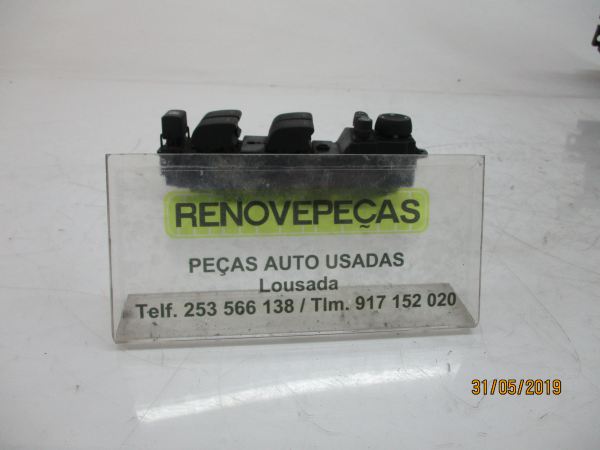 RENOVEPEÇAS
PEÇAS AUTO USADAS
Lousada
Telf. 253 566 138 / Tlm. 917 152 020
31/05/2019